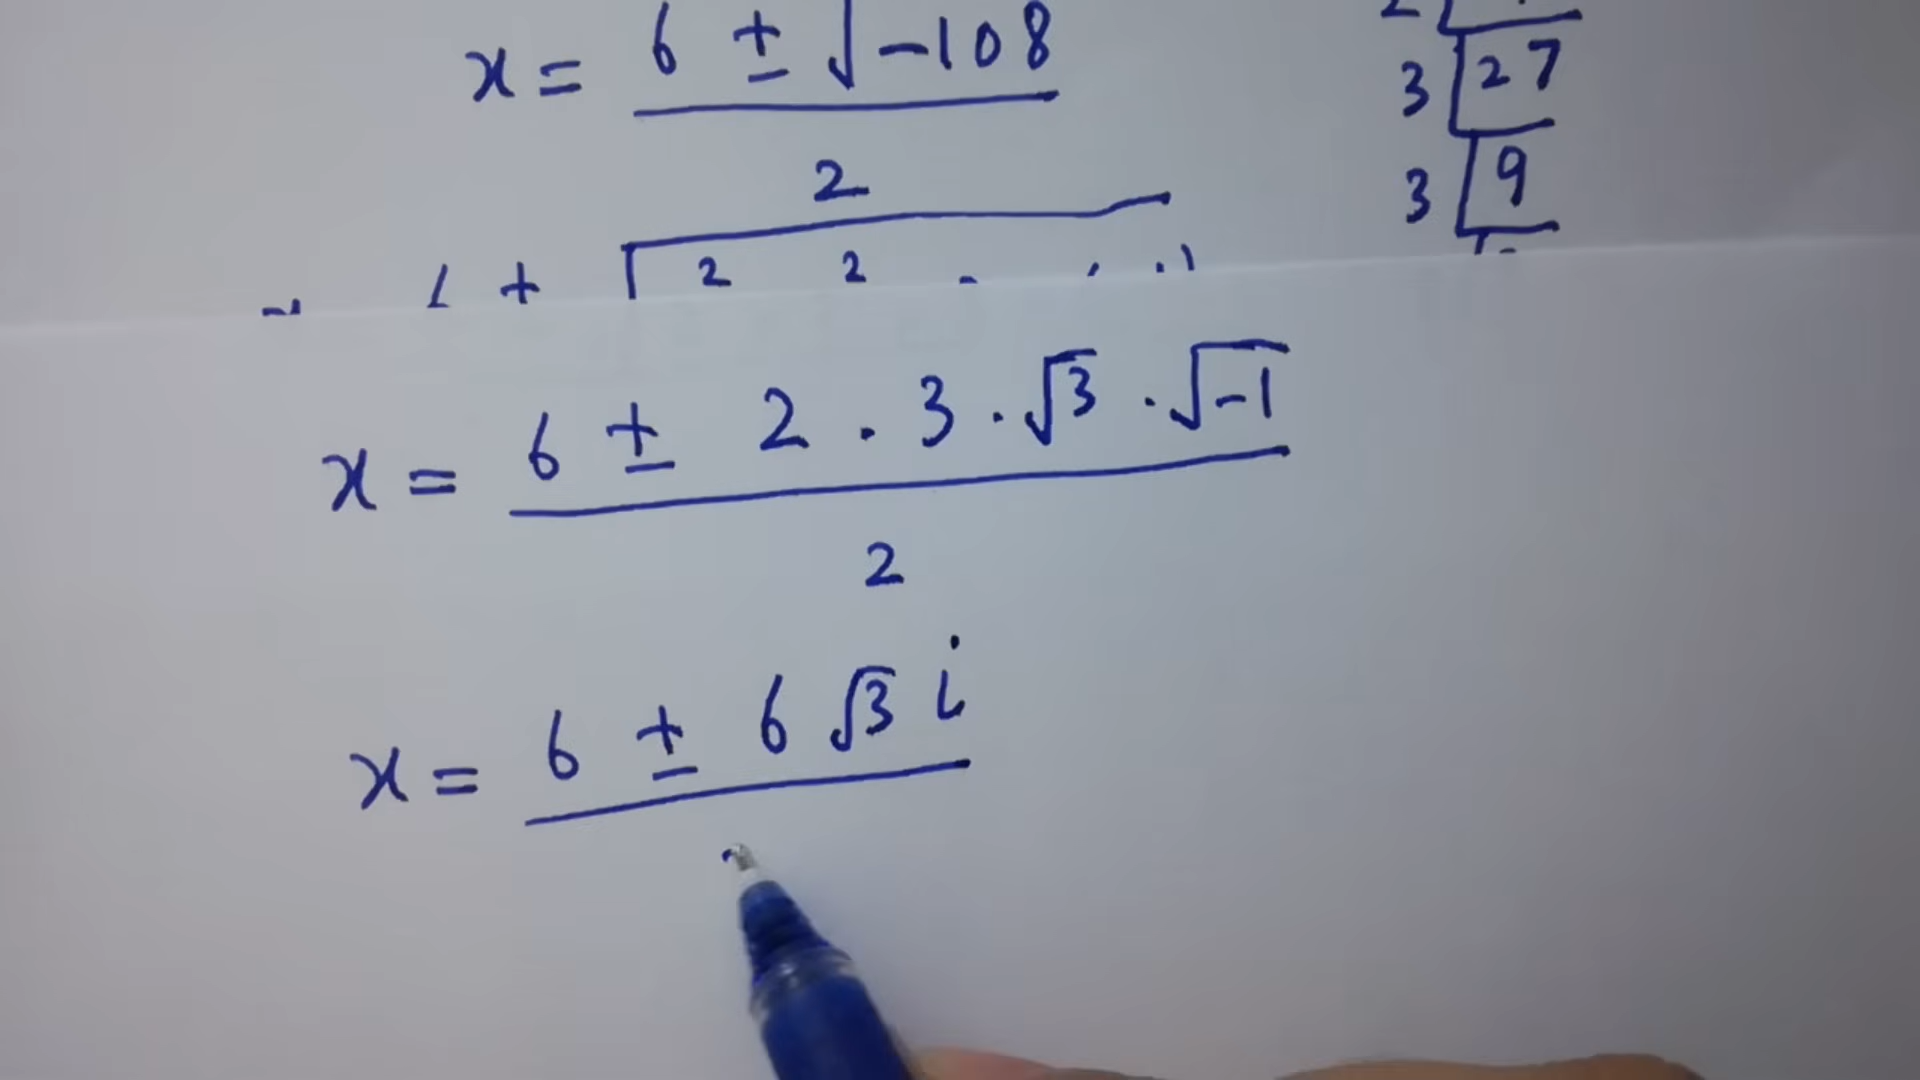 x = 6 ± √-108
2
3 27
3 9
x = 6 ± 2 . 3 . √3 . √-1
2
x = 6 ± 6 √3 i